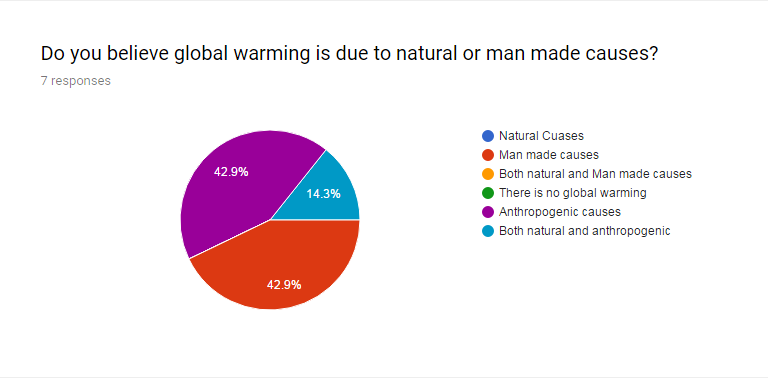 Do you believe global warming is due to natural or man made causes?
7 responses
42.9%
14.3%
42.9%
Natural Cuases
Man made causes
Both natural and Man made causes
There is no global warming
Anthropogenic causes
Both natural and anthropogenic